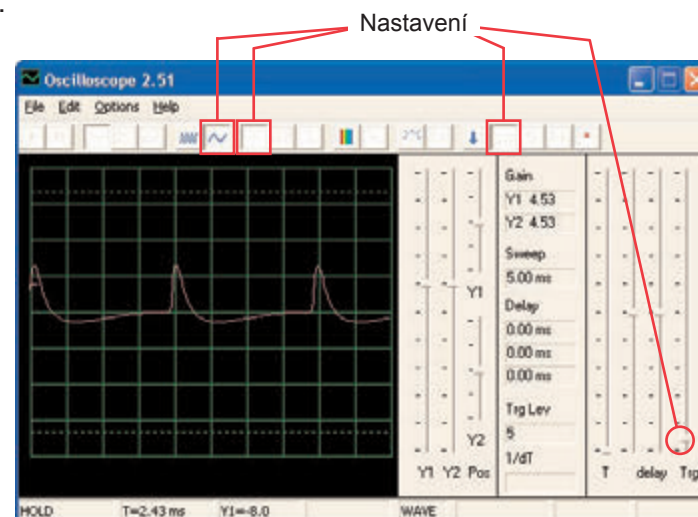 Nastavení
Oscilloscope 2.51
File Edit Options Help
Gain
Y1 4.53
Y2 4.53
Sweep
5.00 ms
Y1
Delay
0.00 ms
0.00 ms
0.00 ms
Trg Lev
5
Y2
1/dT
Y1 Y2 Pos
T delay Trg
HOLD T=2.43 ms Y1=-8.0 WAVE